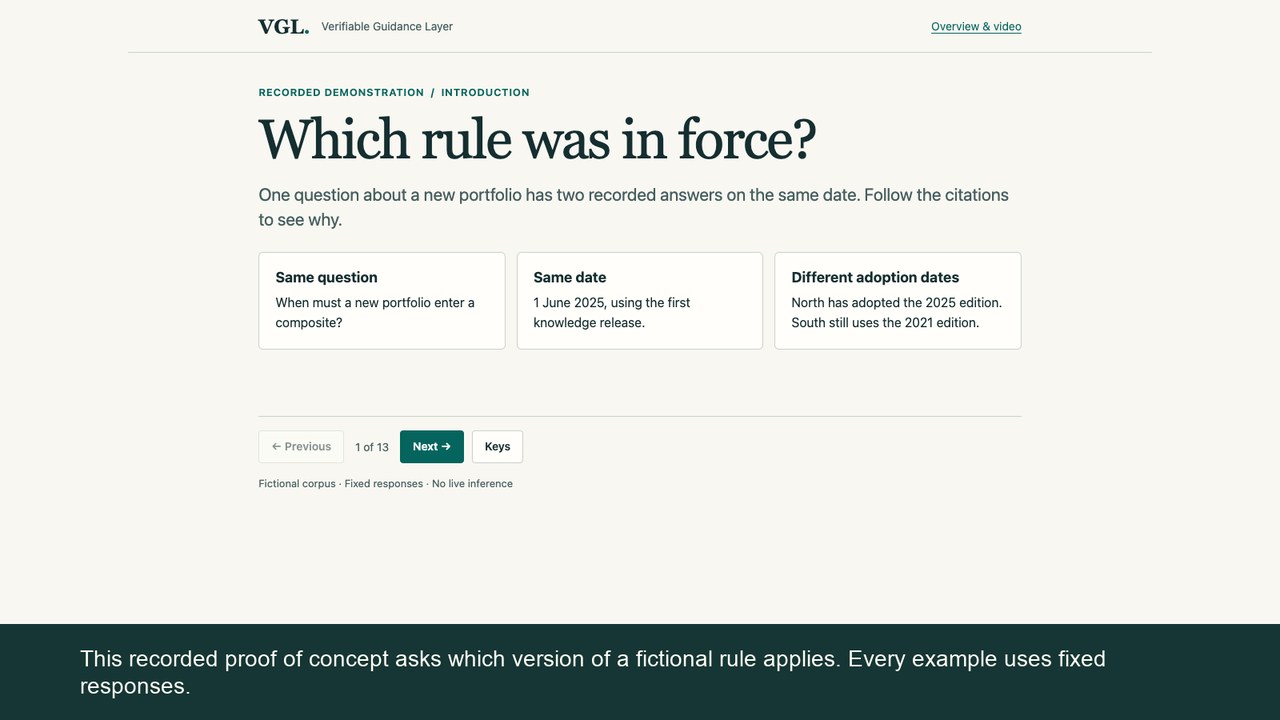 VGL. Verifiable Guidance Layer Overview & video
RECORDED DEMONSTRATION / INTRODUCTION
Which rule was in force?
One question about a new portfolio has two recorded answers on the same date. Follow the citations
to see why.
Same question
When must a new portfolio enter a
composite?
Same date
1 June 2025, using the first
knowledge release.
Different adoption dates
North has adopted the 2025 edition.
South still uses the 2021 edition.
← Previous 1 of 13 Next → Keys
Fictional corpus · Fixed responses · No live inference
This recorded proof of concept asks which version of a fictional rule applies. Every example uses fixed
responses.